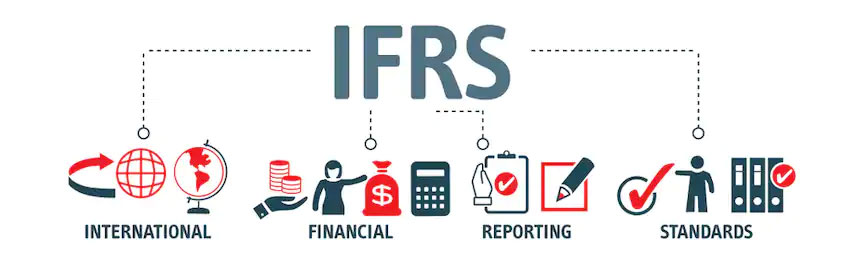 IFRS
$
INTERNATIONAL
FINANCIAL
REPORTING
STANDARDS